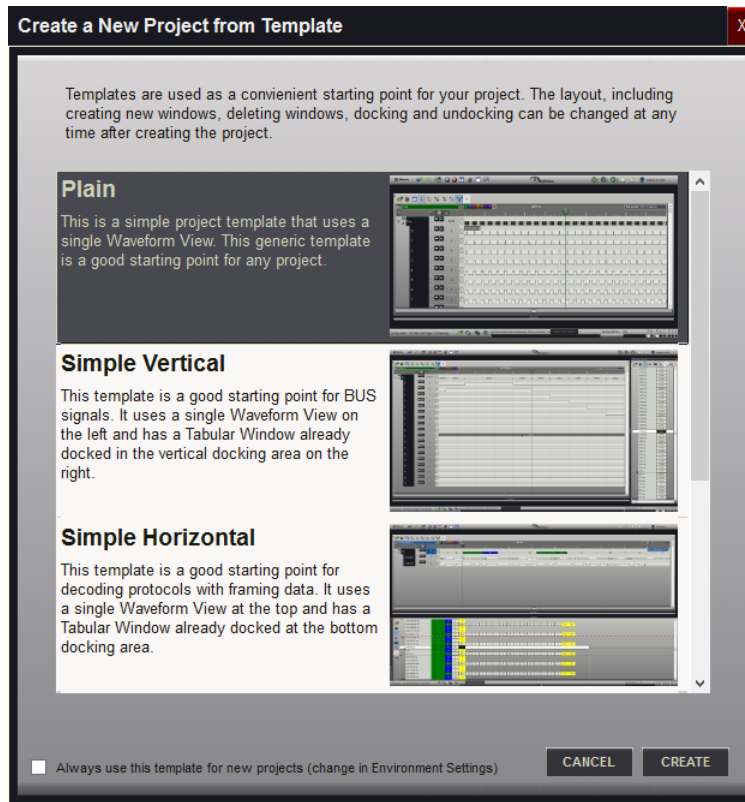 Create a New Project from Template
X
Templates are used as a convienient starting point for your project. The layout, including
creating new windows, deleting windows, docking and undocking can be changed at any
time after creating the project.
Plain
This is a simple project template that uses a
single Waveform View. This generic template
is a good starting point for any project.
Simple Vertical
This template is a good starting point for BUS
signals. It uses a single Waveform View on
the left and has a Tabular Window already
docked in the vertical docking area on the
right.
Simple Horizontal
This template is a good starting point for
decoding protocols with framing data. It uses
a single Waveform View at the top and has a
Tabular Window already docked at the bottom
docking area.
Always use this template for new projects (change in Environment Settings)
CANCEL
CREATE